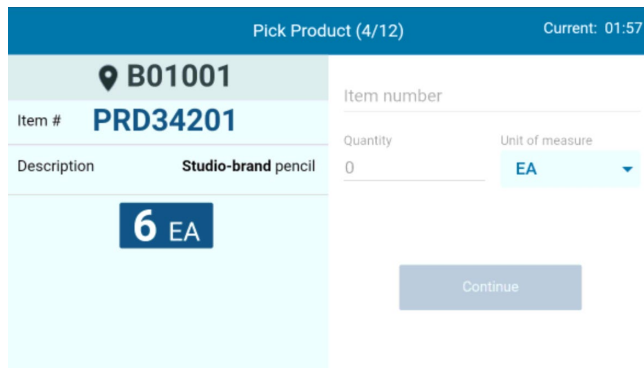 Pick Product (4/12)
Current: 01:57
B01001
Item # PRD34201
Description Studio-brand pencil
6 EA
Item number
Quantity
Unit of measure
0
EA
Continue